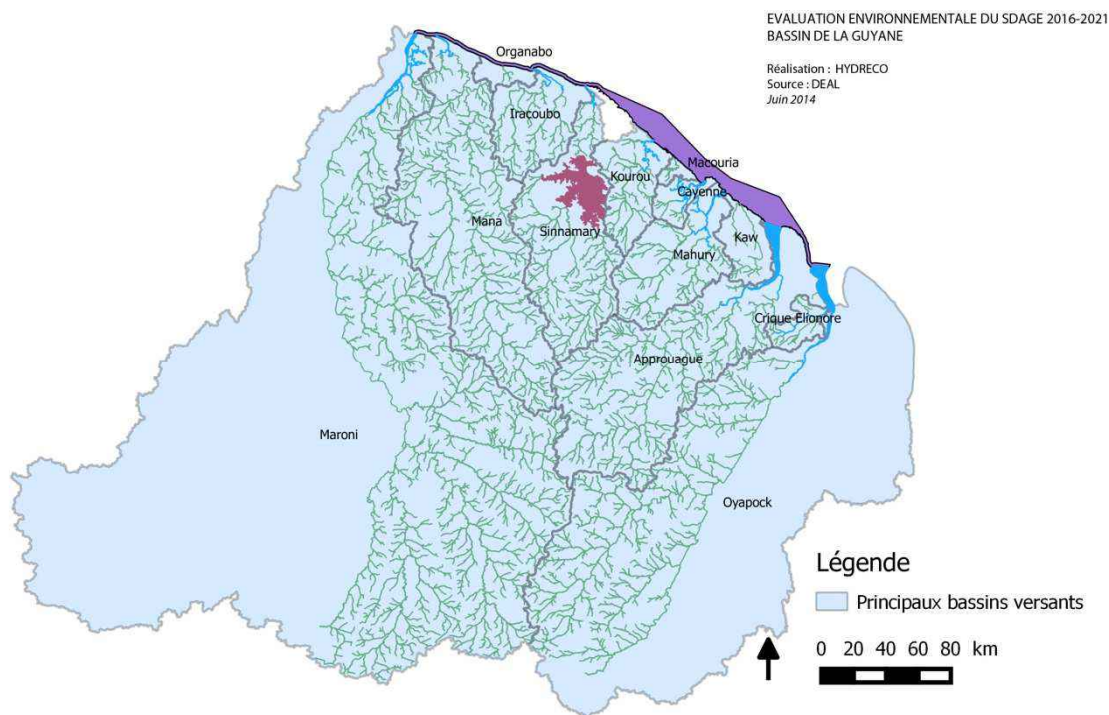 EVALUATION ENVIRONNEMENTALE DU SDAGE 2016-2021
BASSIN DE LA GUYANE
Réalisation : HYDRECO
Source : DEAL
Juin 2014
Organabo
Iracoubo
Macouria
Kourou
Cayenne
Mana
Sinnamary
Kaw
Mahury
Crique Elionore
Approuague
Maroni
Oyapock
Légende
Principaux bassins versants
0 20 40 60 80 km